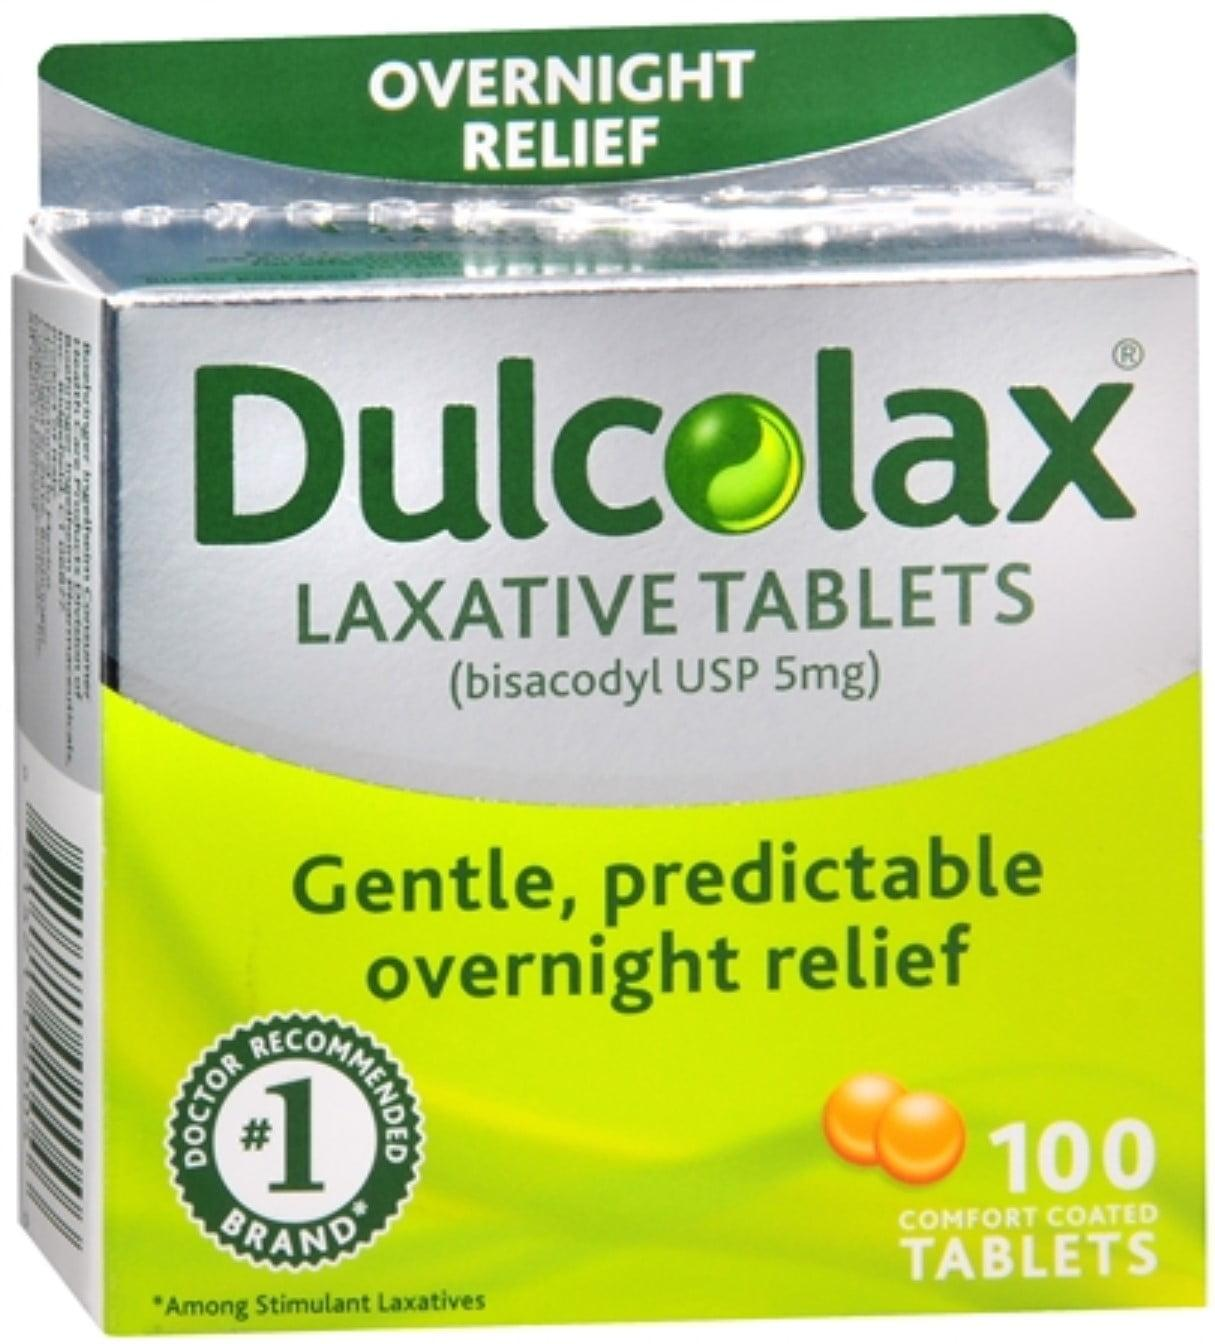 OVERNIGHT
RELIEF
Dulcolax®
LAXATIVE TABLETS
(bisacodyl USP 5mg)
Gentle, predictable
overnight relief
DOCTOR RECOMMENDED
#1
BRAND*
100
COMFORT COATED
TABLETS
*Among Stimulant Laxatives